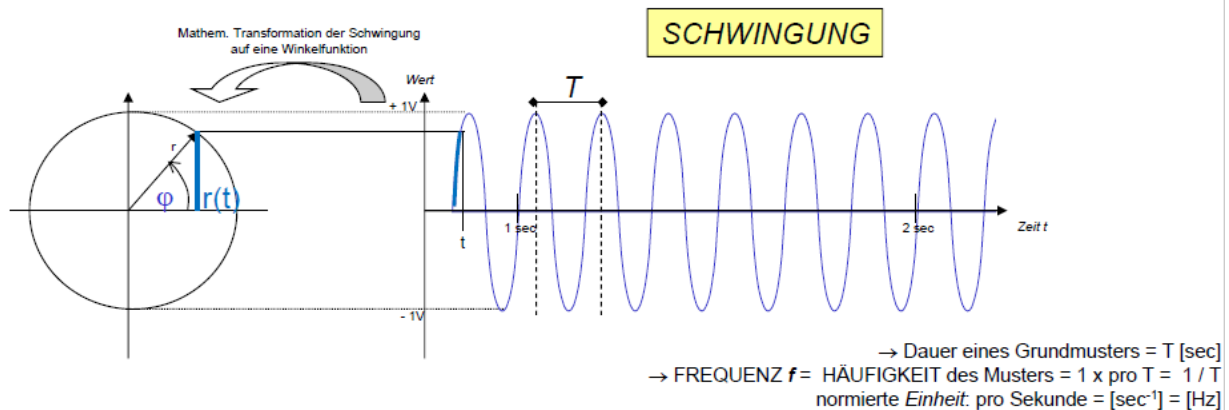 SCHWINGUNG
Mathem. Transformation der Schwingung
auf eine Winkelfunktion
Wert
+ 1V
T
r
φ
r(t)
t
1 sec
2 sec
Zeit t
- 1V
→ Dauer eines Grundmusters = T [sec]
→ FREQUENZ f = HÄUFIGKEIT des Musters = 1 x pro T = 1 / T
normierte Einheit: pro Sekunde = [sec⁻¹] = [Hz]